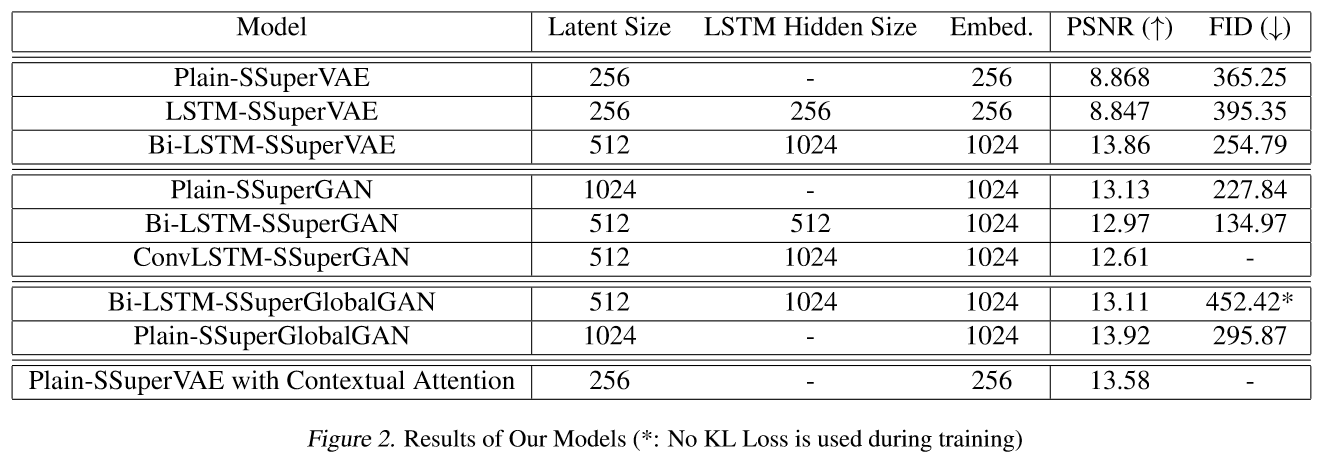 Model Latent Size LSTM Hidden Size Embed. PSNR (↑) FID (↓)
Plain-SSuperVAE 256 - 256 8.868 365.25
LSTM-SSuperVAE 256 256 256 8.847 395.35
Bi-LSTM-SSuperVAE 512 1024 1024 13.86 254.79
Plain-SSuperGAN 1024 - 1024 13.13 227.84
Bi-LSTM-SSuperGAN 512 512 1024 12.97 134.97
ConvLSTM-SSuperGAN 512 1024 1024 12.61 -
Bi-LSTM-SSuperGlobalGAN 512 1024 1024 13.11 452.42*
Plain-SSuperGlobalGAN 1024 - 1024 13.92 295.87
Plain-SSuperVAE with Contextual Attention 256 - 256 13.58 -
Figure 2. Results of Our Models (*: No KL Loss is used during training)